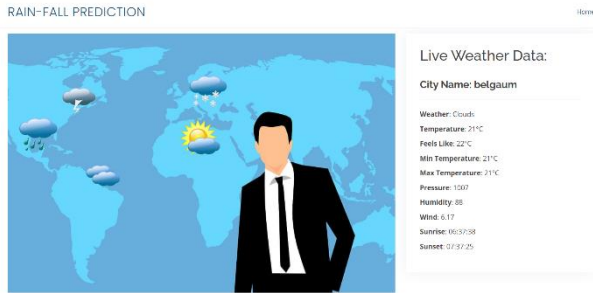 RAIN-FALL PREDICTION
Home
Live Weather Data:
City Name: belgaum
Weather: Clouds
Temperature: 21°C
Feels Like: 22°C
Min Temperature: 21°C
Max Temperature: 21°C
Pressure: 1007
Humidity: 88
Wind: 6.17
Sunrise: 06:37:38
Sunset: 07:37:25